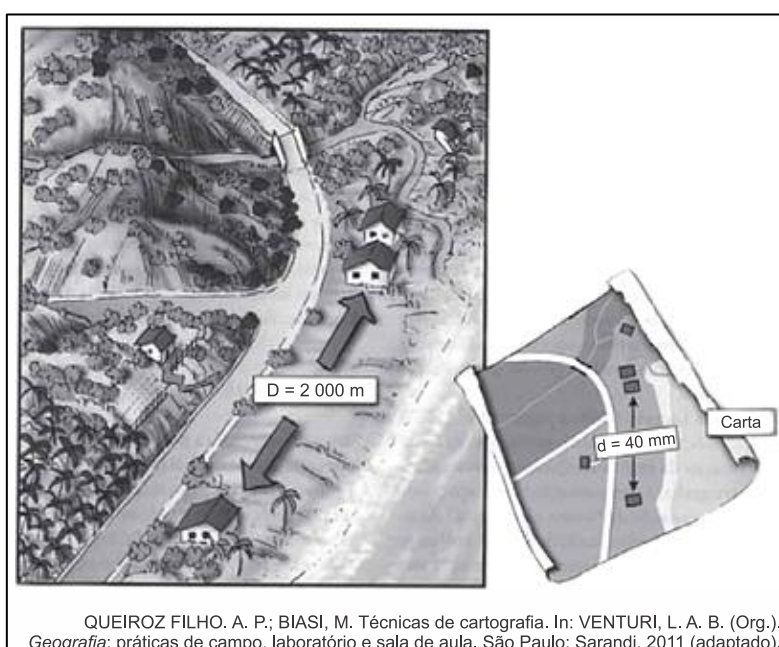 D = 2 000 m
Carta
d = 40 mm
QUEIROZ FILHO. A. P.; BIASI, M. Técnicas de cartografia. In: VENTURI, L. A. B. (Org.).
Geografia: práticas de campo, laboratório e sala de aula. São Paulo: Sarandi, 2011 (adaptado).